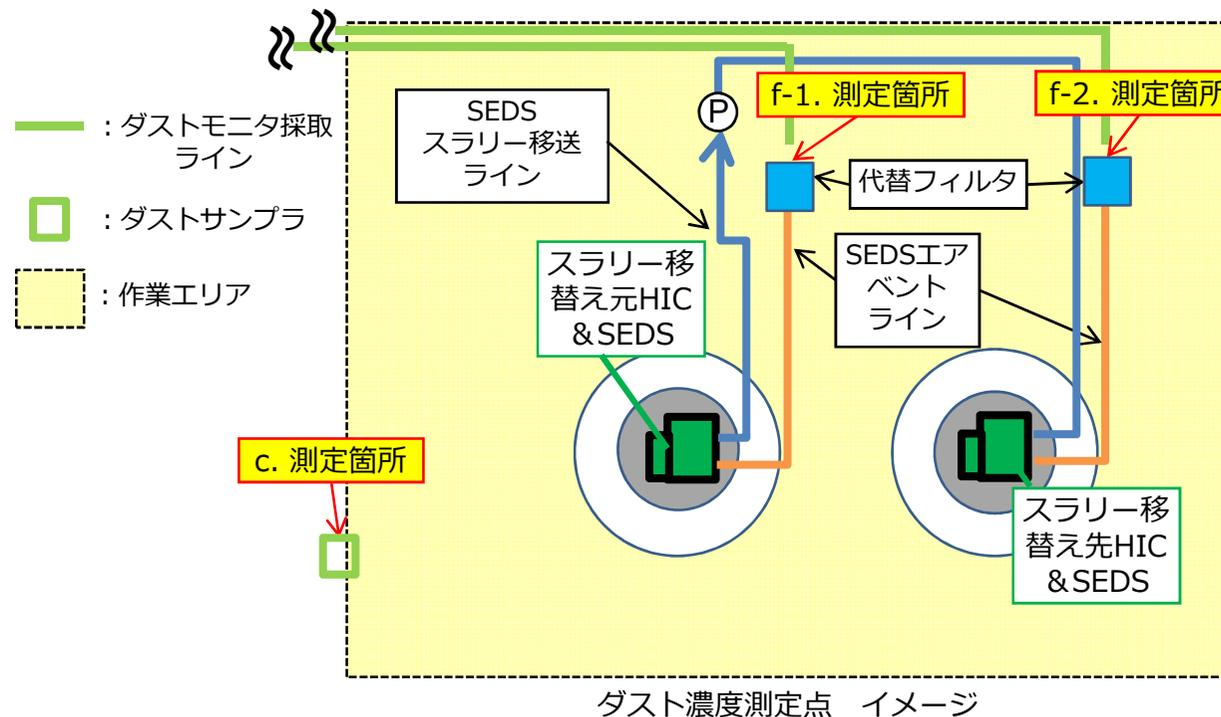 ：ダストモニタ採取
ライン
：ダストサンプラ
：作業エリア
SEDS
スラリー移送
ライン
P
f-1. 測定箇所
f-2. 測定箇所
代替フィルタ
SEDSエア
ベント
ライン
スラリー移
替え元HIC
＆SEDS
c. 測定箇所
スラリー移
替え先HIC
＆SEDS
ダスト濃度測定点　イメージ